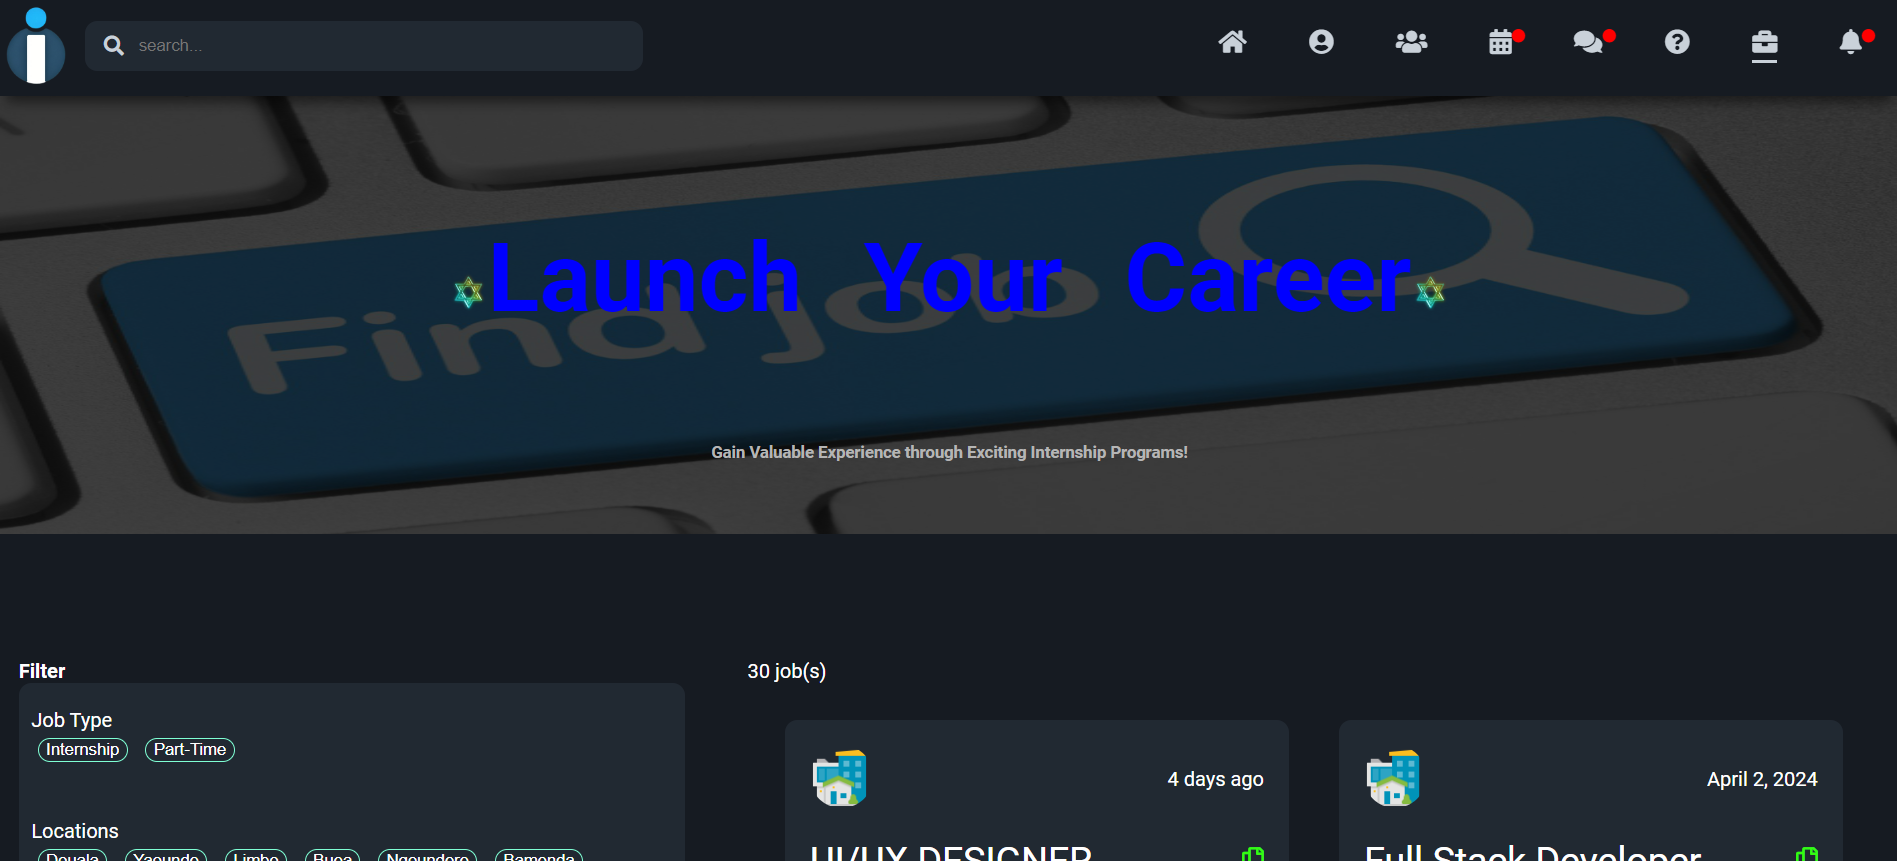 search...
Find job
Launch Your Career
Gain Valuable Experience through Exciting Internship Programs!
Filter
30 job(s)
Job Type
Internship Part-Time
4 days ago
April 2, 2024
Locations
Douala Yaounde Limbe Buea Ngoundere Bamenda
UI/UX DESIGNER
Full Stack Developer